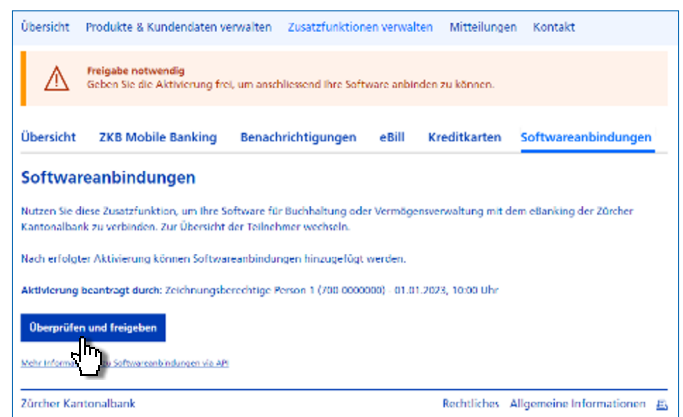 Übersicht Produkte & Kundendaten verwalten Zusatzfunktionen verwalten Mitteilungen Kontakt
Freigabe notwendig
Geben Sie die Aktivierung frei, um anschliessend Ihre Software anbinden zu können.
Übersicht ZKB Mobile Banking Benachrichtigungen eBill Kreditkarten Softwareanbindungen
Softwareanbindungen
Nutzen Sie diese Zusatzfunktion, um Ihre Software für Buchhaltung oder Vermögensverwaltung mit dem eBanking der Zürcher
Kantonalbank zu verbinden. Zur Übersicht der Teilnehmer wechseln.
Nach erfolgter Aktivierung können Softwareanbindungen hinzugefügt werden.
Aktivierung beantragt durch: Zeichnungsberechtige Person 1 (700-0000000) - 01.01.2023, 10:00 Uhr
Überprüfen und freigeben
Mehr zu Softwareanbindungen via API
Zürcher Kantonalbank Rechtliches Allgemeine Informationen